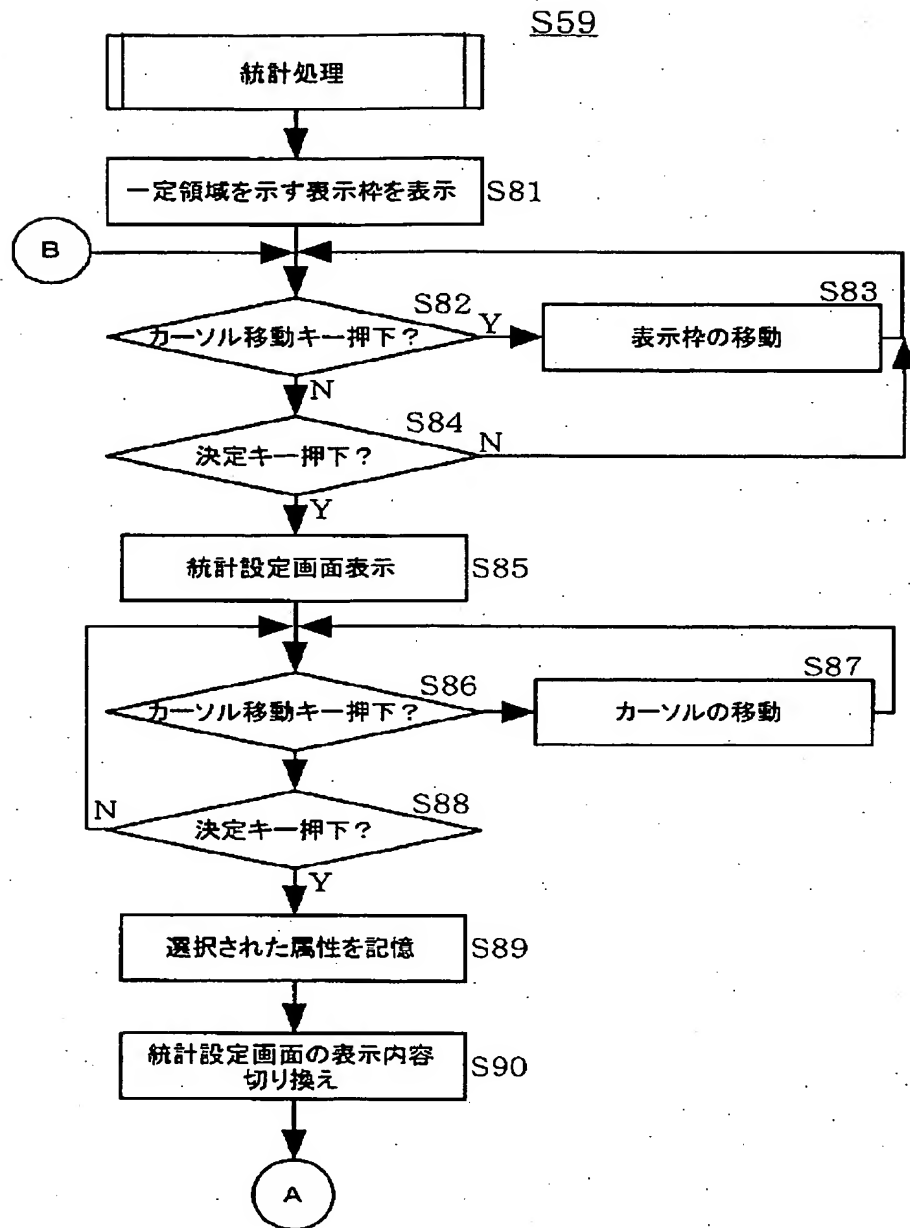 S59
統計処理
一定領域を示す表示枠を表示
S81
B
S82
カーソル移動キー押下？
Y
S83
表示枠の移動
N
S84
決定キー押下？
N
Y
統計設定画面表示
S85
S86
カーソル移動キー押下？
S87
カーソルの移動
S88
N
決定キー押下？
Y
選択された属性を記憶
S89
統計設定画面の表示内容
切り換え
S90
A